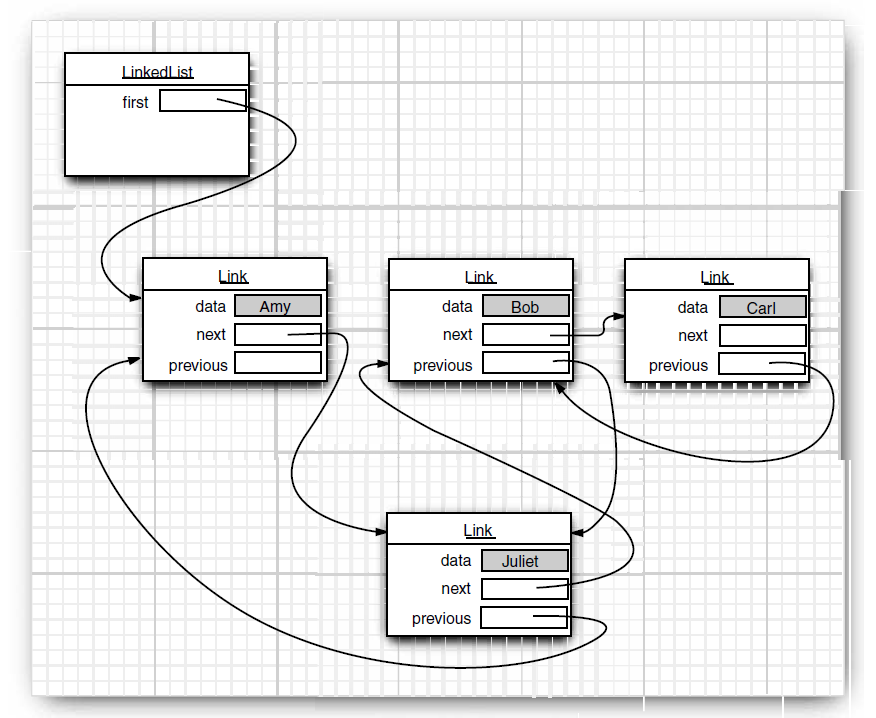 LinkedList
first
Link
data Amy
next
previous
Link
data Bob
next
previous
Link
data Carl
next
previous
Link
data Juliet
next
previous